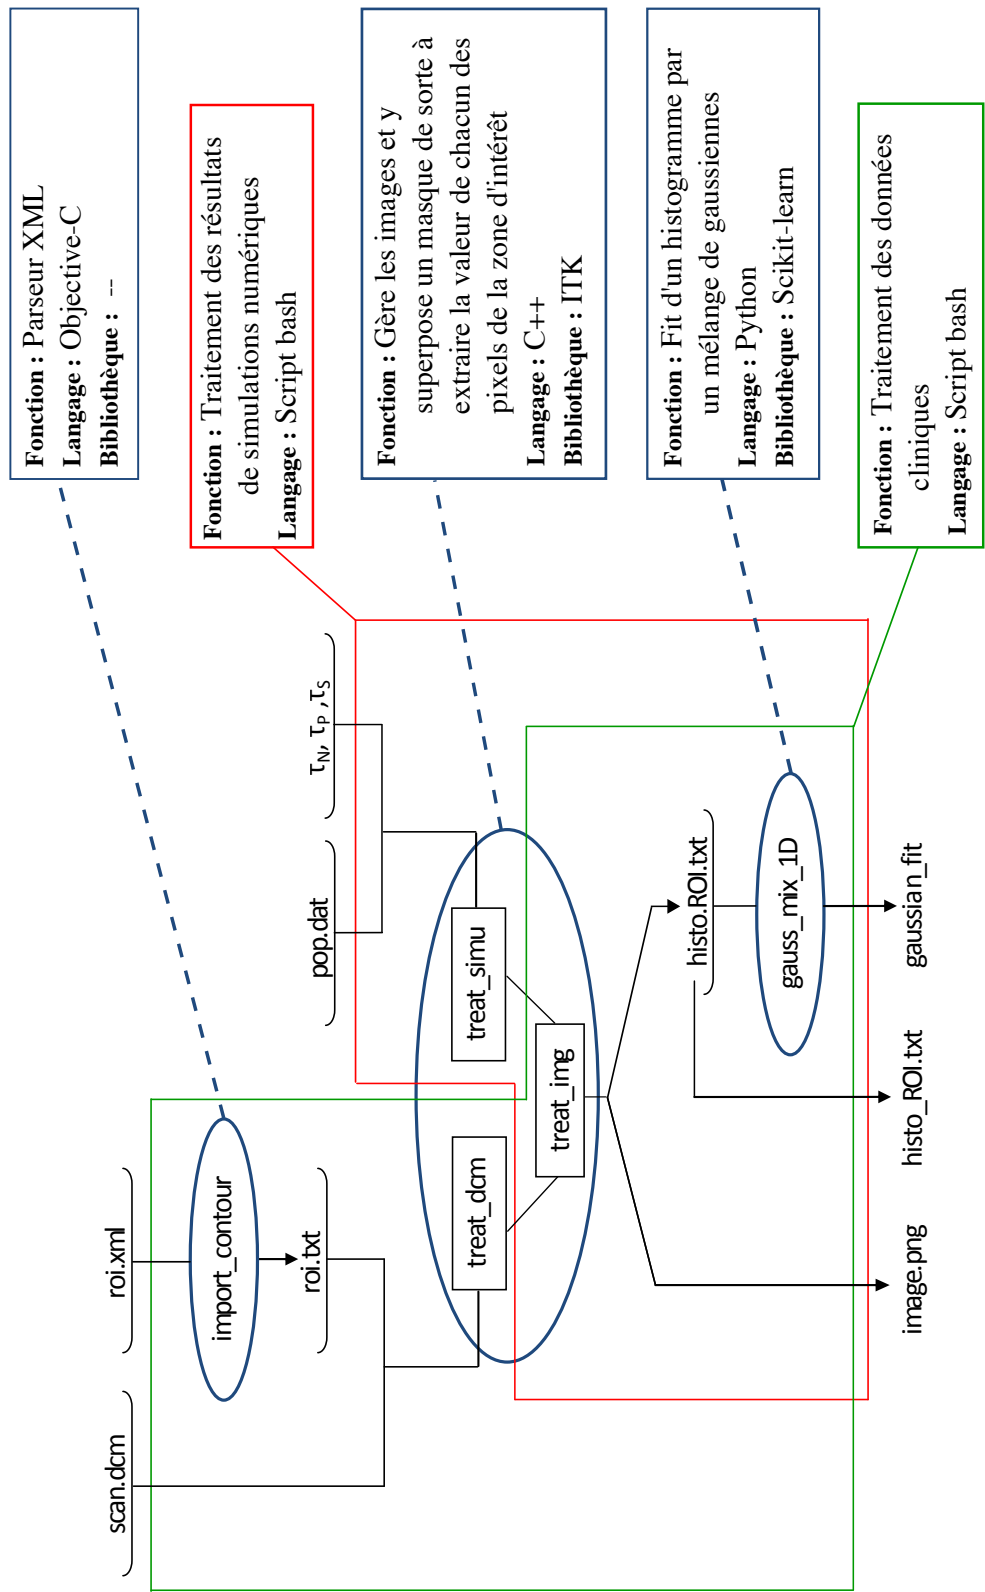 Fonction : Parseur XML
Langage : Objective-C
Bibliothèque : --
Fonction : Traitement des résultats
de simulations numériques
Langage : Script bash
Fonction : Gère les images et y
superpose un masque de sorte à
extraire la valeur de chacun des
pixels de la zone d'intérêt
Langage : C++
Bibliothèque : ITK
Fonction : Fit d'un histogramme par
un mélange de gaussiennes
Langage : Python
Bibliothèque : Scikit-learn
Fonction : Traitement des données
cliniques
Langage : Script bash
scan.dcm
roi.xml
import_contour
roi.txt
pop.dat
τN, τP ,τS
treat_dcm
treat_simu
treat_img
histo.ROI.txt
gauss_mix_1D
image.png
histo_ROI.txt
gaussian_fit